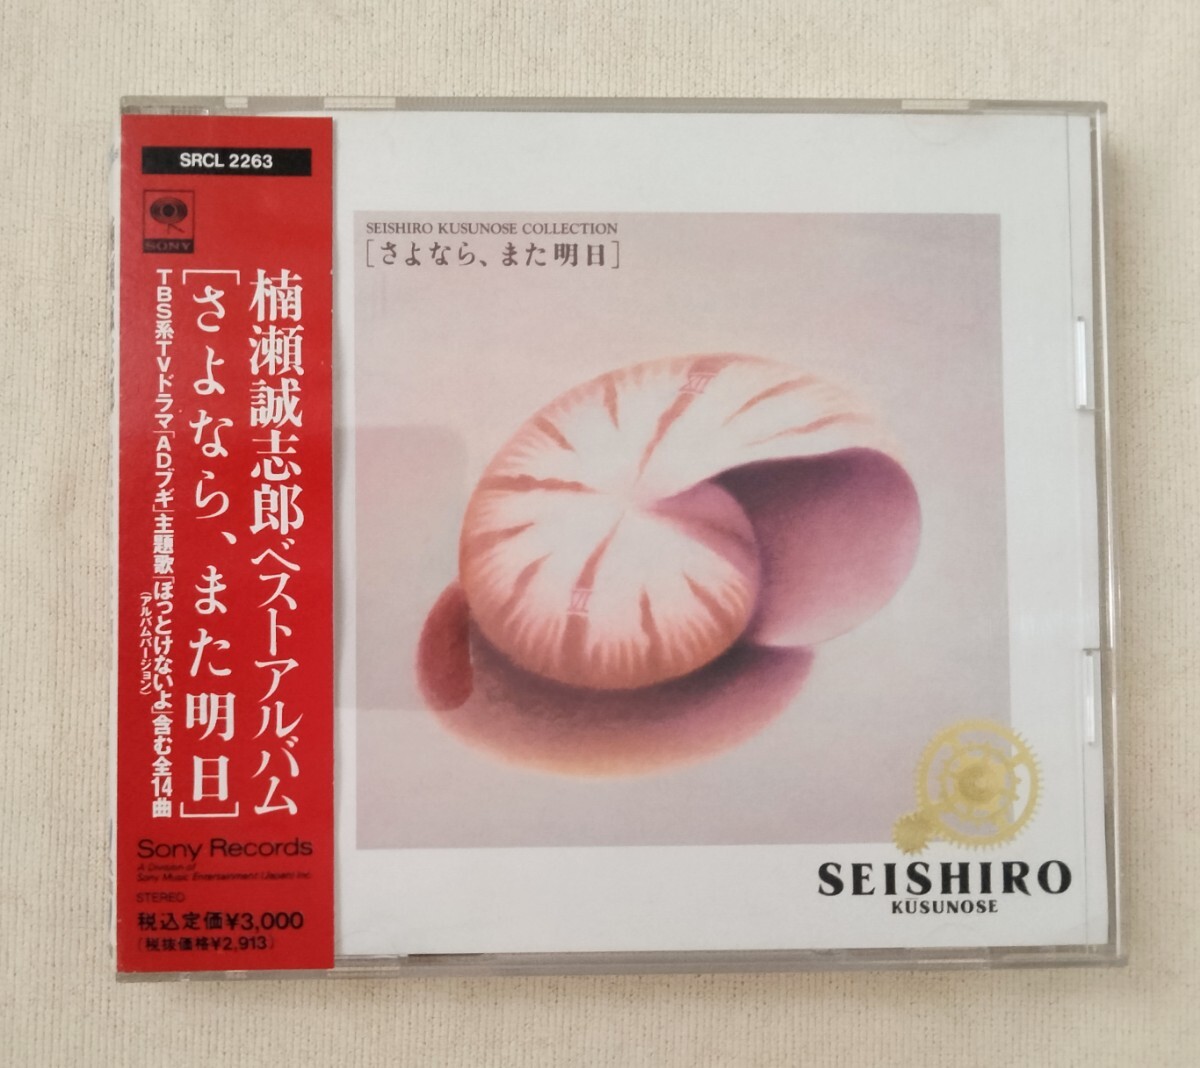 SRCL 2263
SONY
楠瀬誠志郎ベストアルバム
［さよなら、また明日］
TBS系TVドラマ「ADブギ」主題歌「ほっとけないよ」含む全14曲
（アルバムバージョン）
Sony Records
A Division of
Sony Music Entertainment (Japan) Inc.
STEREO
税込定価¥3,000
（税抜価格¥2,913）
SEISHIRO KUSUNOSE COLLECTION
［さよなら、また明日］
XII
VI
SEISHIRO
KUSUNOSE